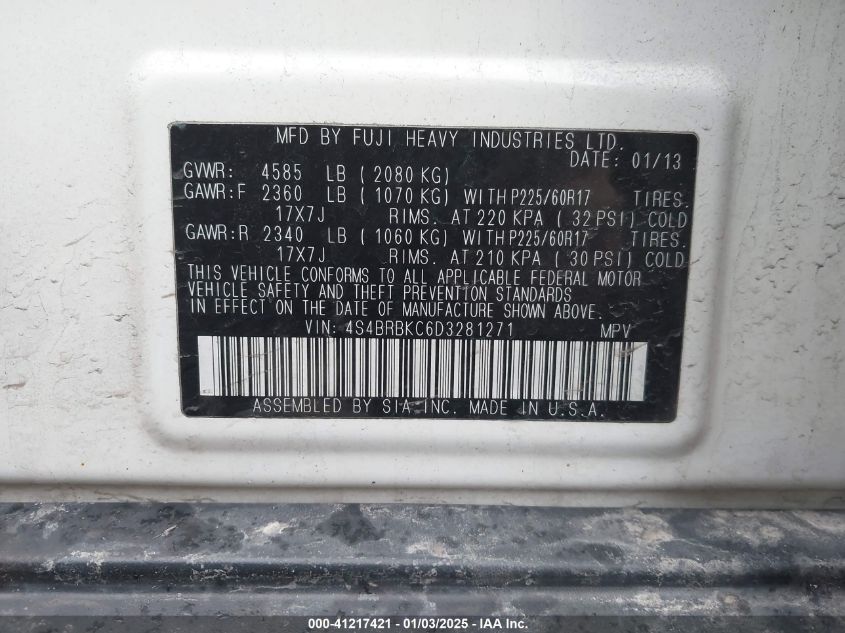 MFD BY FUJI HEAVY INDUSTRIES LTD.
DATE: 01/13
GVWR: 4585 LB ( 2080 KG)
GAWR:F 2360 LB ( 1070 KG) WITH P225/60R17 TIRES.
17X7J RIMS. AT 220 KPA ( 32 PSI) COLD
GAWR:R 2340 LB ( 1060 KG) WITH P225/60R17 TIRES.
17X7J RIMS. AT 210 KPA ( 30 PSI) COLD
THIS VEHICLE CONFORMS TO ALL APPLICABLE FEDERAL MOTOR
VEHICLE SAFETY AND THEFT PREVENTION STANDARDS
IN EFFECT ON THE DATE OF MANUFACTURE SHOWN ABOVE.
VIN: 4S4BRBKC6D3281271 MPV
ASSEMBLED BY SIA INC. MADE IN U.S.A.
000-41217421 - 01/03/2025 - IAA Inc.